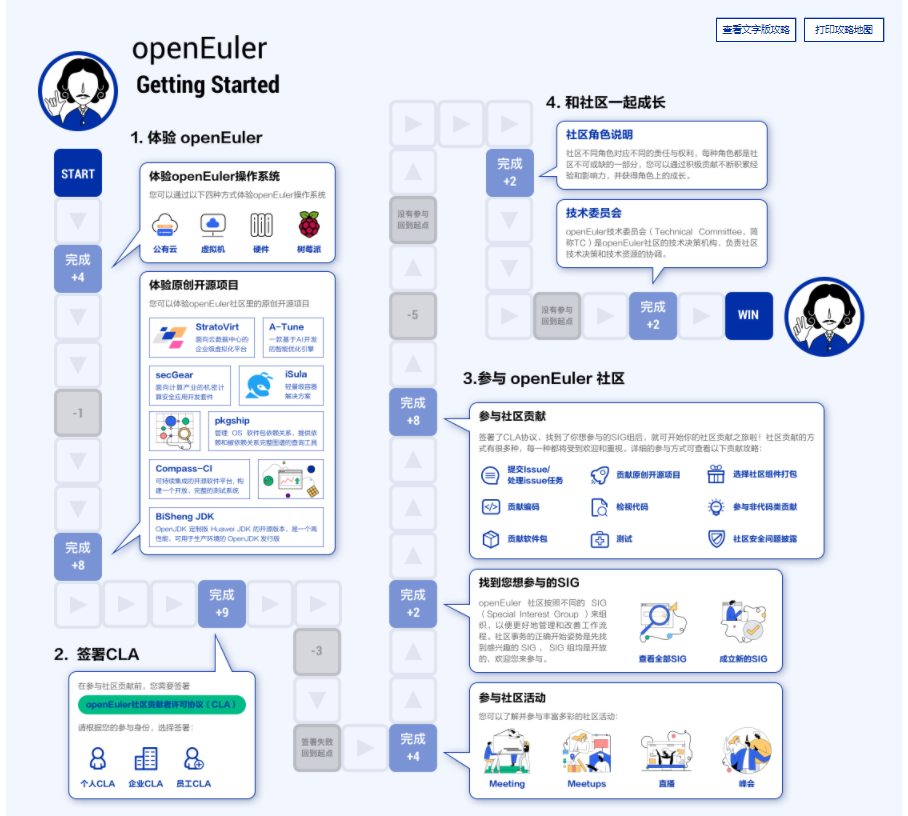 查看文字版攻略
打印攻略地图
openEuler
Getting Started
1. 体验 openEuler
START
完成
+4
体验openEuler操作系统
您可以通过以下四种方式体验openEuler操作系统
公有云
虚拟机
硬件
树莓派
体验原创开源项目
您可以体验openEuler社区里的原创开源项目
StratoVirt
面向云数据中心的
企业级虚拟化平台
A-Tune
一款基于AI开发
的智能优化引擎
secGear
面向计算产业的机密计
算安全应用开发套件
iSula
轻量级容器
解决方案
pkgship
管理 OS 软件包依赖关系，提供依
赖和被依赖关系完整图谱的查询工具
Compass-CI
可持续集成的开源软件平台，构
建一个开放、完整的测试系统
BiSheng JDK
OpenJDK 定制版 Huawei JDK 的开源版本，是一个高
性能、可用于生产环境的 OpenJDK 发行版
-1
完成
+8
完成
+9
2. 签署CLA
在参与社区贡献前，您需要签署
openEuler社区贡献者许可协议（CLA）
请根据您的参与身份，选择签署：
个人CLA
企业CLA
员工CLA
-3
签署失败
回到起点
完成
+4
3.参与 openEuler 社区
参与社区贡献
签署了CLA协议，找到了你想参与的SIG组后，就可开始你的社区贡献之旅啦！社区贡献的方
式有很多种，每一种都将受到欢迎和重视。详细的参与方式可查看以下贡献攻略：
提交Issue/
处理issue任务
贡献原创开源项目
选择社区组件打包
贡献编码
检视代码
参与非代码类贡献
贡献软件包
测试
社区安全问题披露
找到您想参与的SIG
openEuler 社区按照不同的 SIG
（Special Interest Group ）来组
织，以便更好地管理和改善工作流
程。社区事务的正确开始姿势是先找
到感兴趣的 SIG ， SIG 组均是开放
的，欢迎您来参与。
查看全部SIG
成立新的SIG
参与社区活动
您可以了解并参与丰富多彩的社区活动：
Meeting
Meetups
直播
峰会
完成
+2
完成
+8
-5
没有参与
回到起点
4. 和社区一起成长
完成
+2
社区角色说明
社区不同角色对应不同的责任与权利，每种角色都是社
区不可或缺的一部分，您可以通过积极贡献不断积累经
验和影响力，并获得角色上的成长。
技术委员会
openEuler技术委员会（Technical Committee，简
称TC）是openEuler社区的技术决策机构，负责社区
技术决策和技术资源的协调。
没有参与
回到起点
完成
+2
WIN